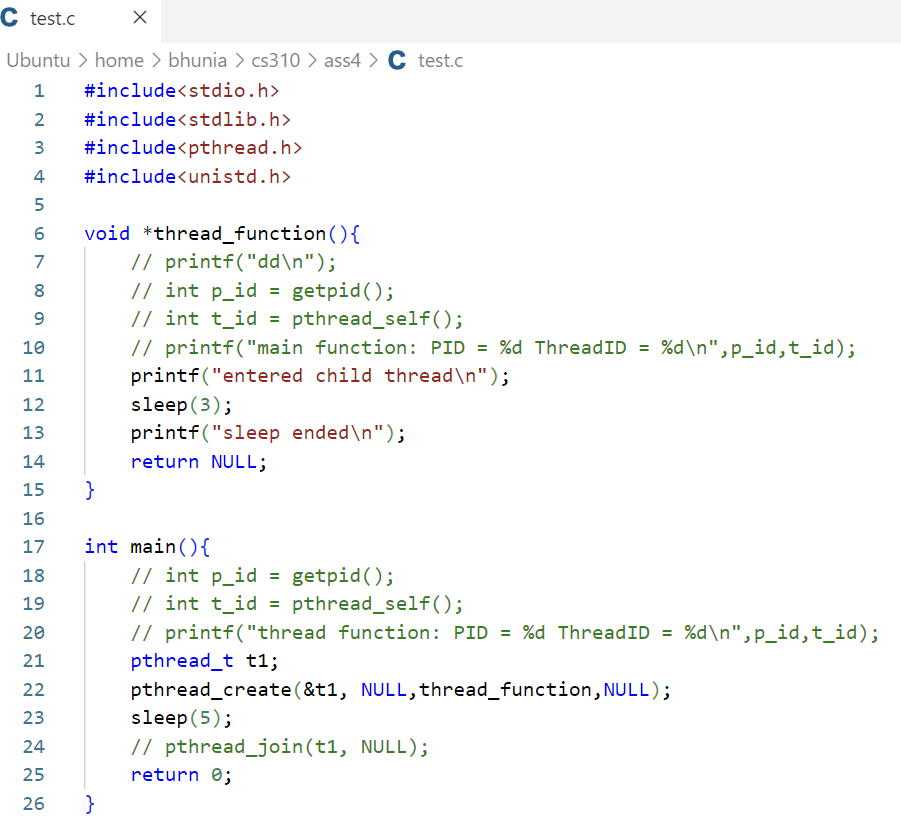 C test.c ×
Ubuntu > home > bhunia > cs310 > ass4 > C test.c
1 #include<stdio.h>
2 #include<stdlib.h>
3 #include<pthread.h>
4 #include<unistd.h>
5
6 void *thread_function(){
7     // printf("dd\n");
8     // int p_id = getpid();
9     // int t_id = pthread_self();
10     // printf("main function: PID = %d ThreadID = %d\n",p_id,t_id);
11     printf("entered child thread\n");
12     sleep(3);
13     printf("sleep ended\n");
14     return NULL;
15 }
16
17 int main(){
18     // int p_id = getpid();
19     // int t_id = pthread_self();
20     // printf("thread function: PID = %d ThreadID = %d\n",p_id,t_id);
21     pthread_t t1;
22     pthread_create(&t1, NULL,thread_function,NULL);
23     sleep(5);
24     // pthread_join(t1, NULL);
25     return 0;
26 }